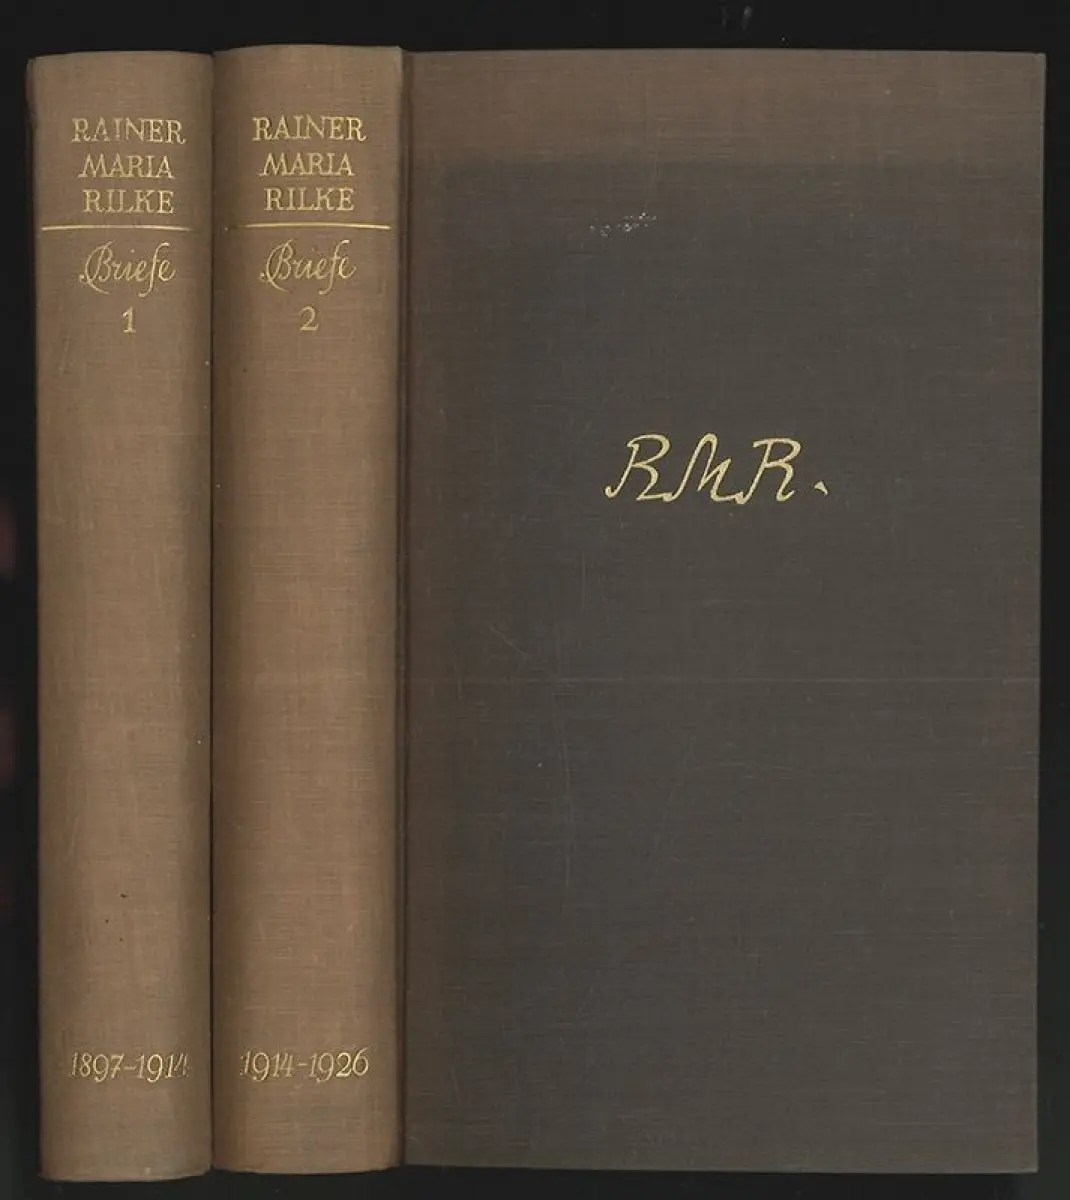 RAINER
MARIA
RILKE
Briefe
1
1897-1914
RAINER
MARIA
RILKE
Briefe
2
1914-1926
RMR.